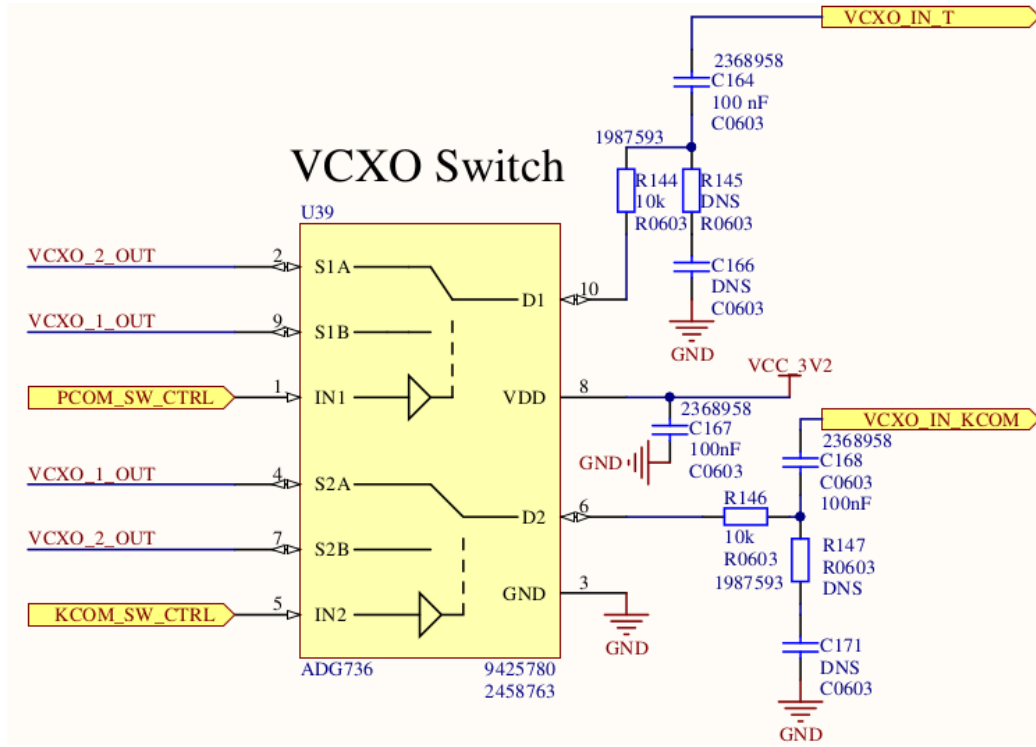 VCXO_IN_T
2368958
C164
100 nF
C0603
1987593
VCXO Switch
R144
10k
R0603
R145
DNS
R0603
U39
VCXO_2_OUT
2
S1A
C166
DNS
C0603
10
D1
VCXO_1_OUT
9
S1B
GND
VCC_3V2
PCOM_SW_CTRL
1
IN1
VDD
8
2368958
C167
100nF
C0603
GND
VCXO_IN_KCOM
2368958
C168
C0603
100nF
VCXO_1_OUT
4
S2A
D2
6
R146
10k
R0603
1987593
VCXO_2_OUT
7
S2B
R147
R0603
DNS
GND
3
KCOM_SW_CTRL
5
IN2
GND
C171
DNS
C0603
ADG736
9425780
2458763
GND